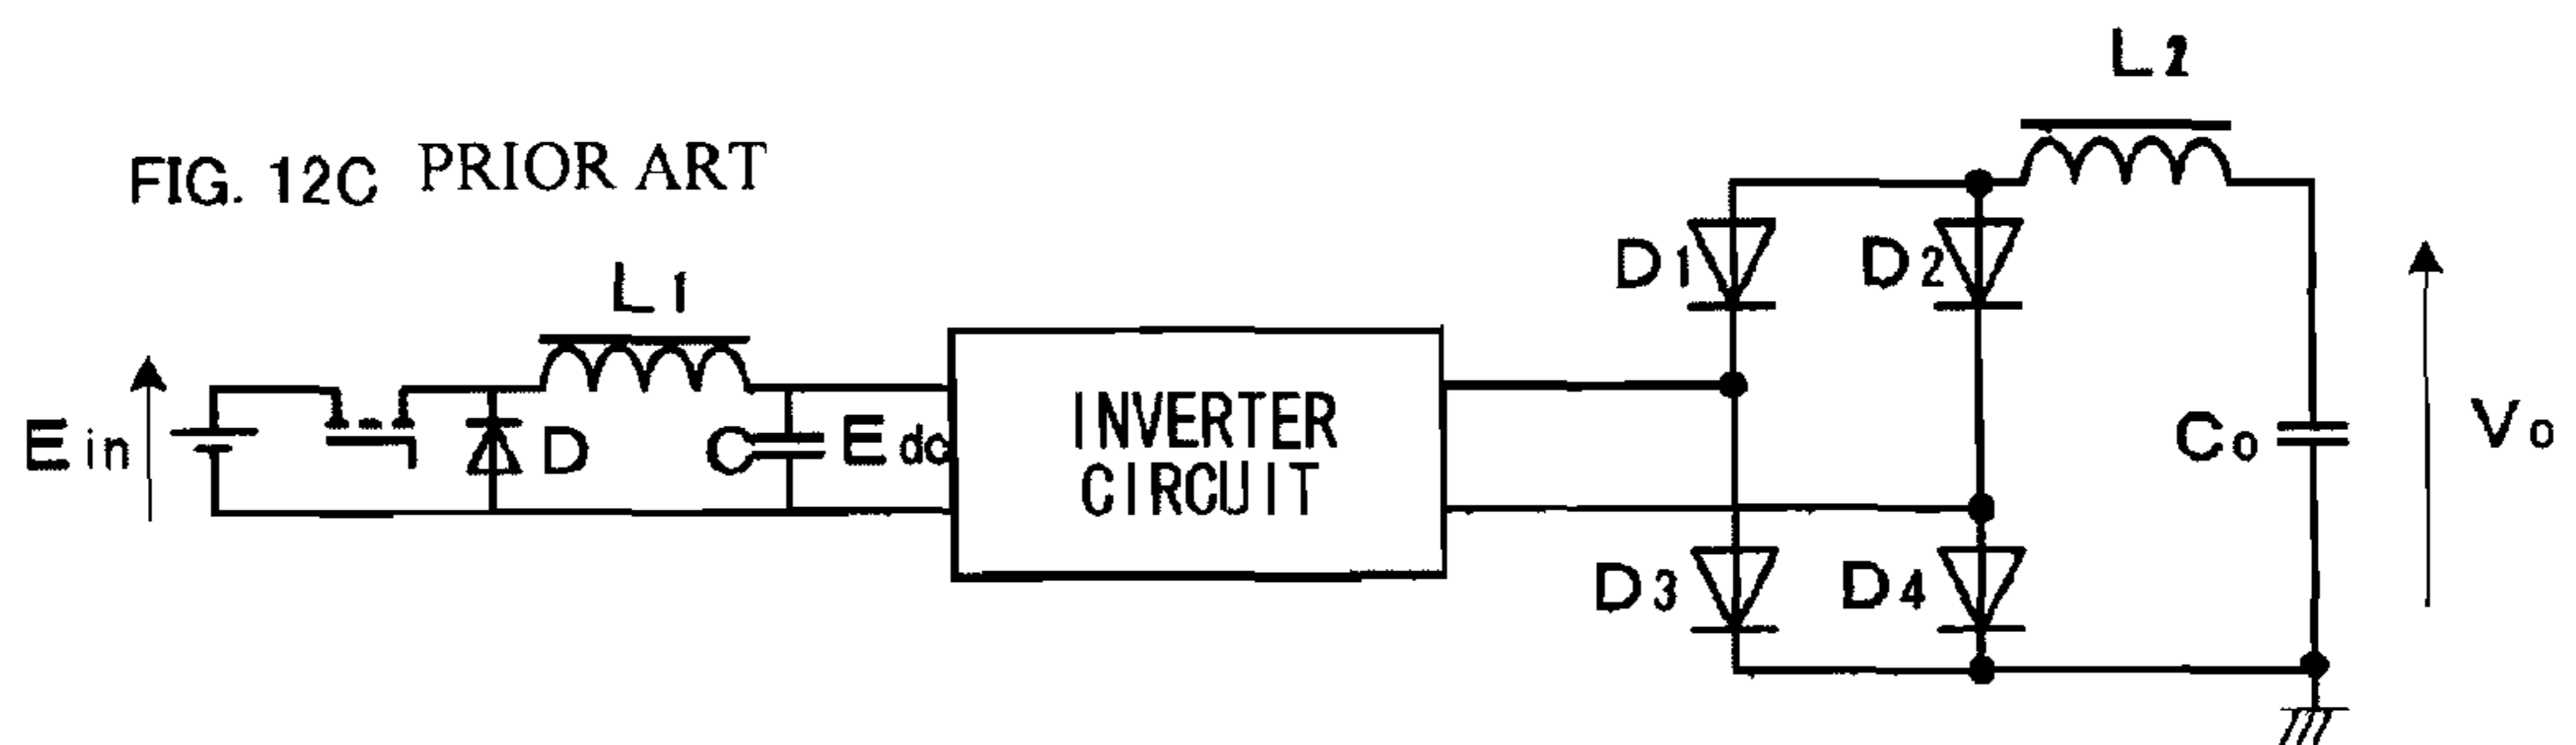 FIG. 12C PRIOR ART
L2
D1
D2
L1
Ein
D
C
Edc
INVERTER
CIRCUIT
Co
Vo
D3
D4